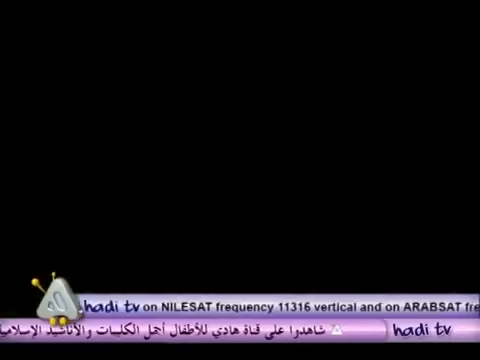 hadi tv on NILESAT frequency 11316 vertical and on ARABSAT fre
شاهدوا على قناة هادي للأطفال أجمل الكليبات والأناشيد الإسلامية hadi tv